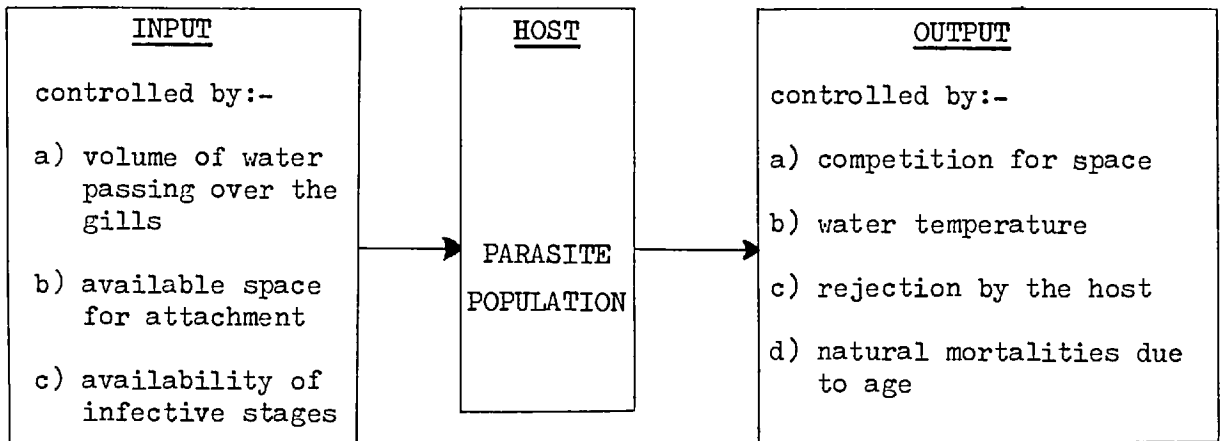 INPUT
controlled by:-
a) volume of water
passing over the
gills
b) available space
for attachment
c) availability of
infective stages
HOST
PARASITE
POPULATION
OUTPUT
controlled by:-
a) competition for space
b) water temperature
c) rejection by the host
d) natural mortalities due
to age